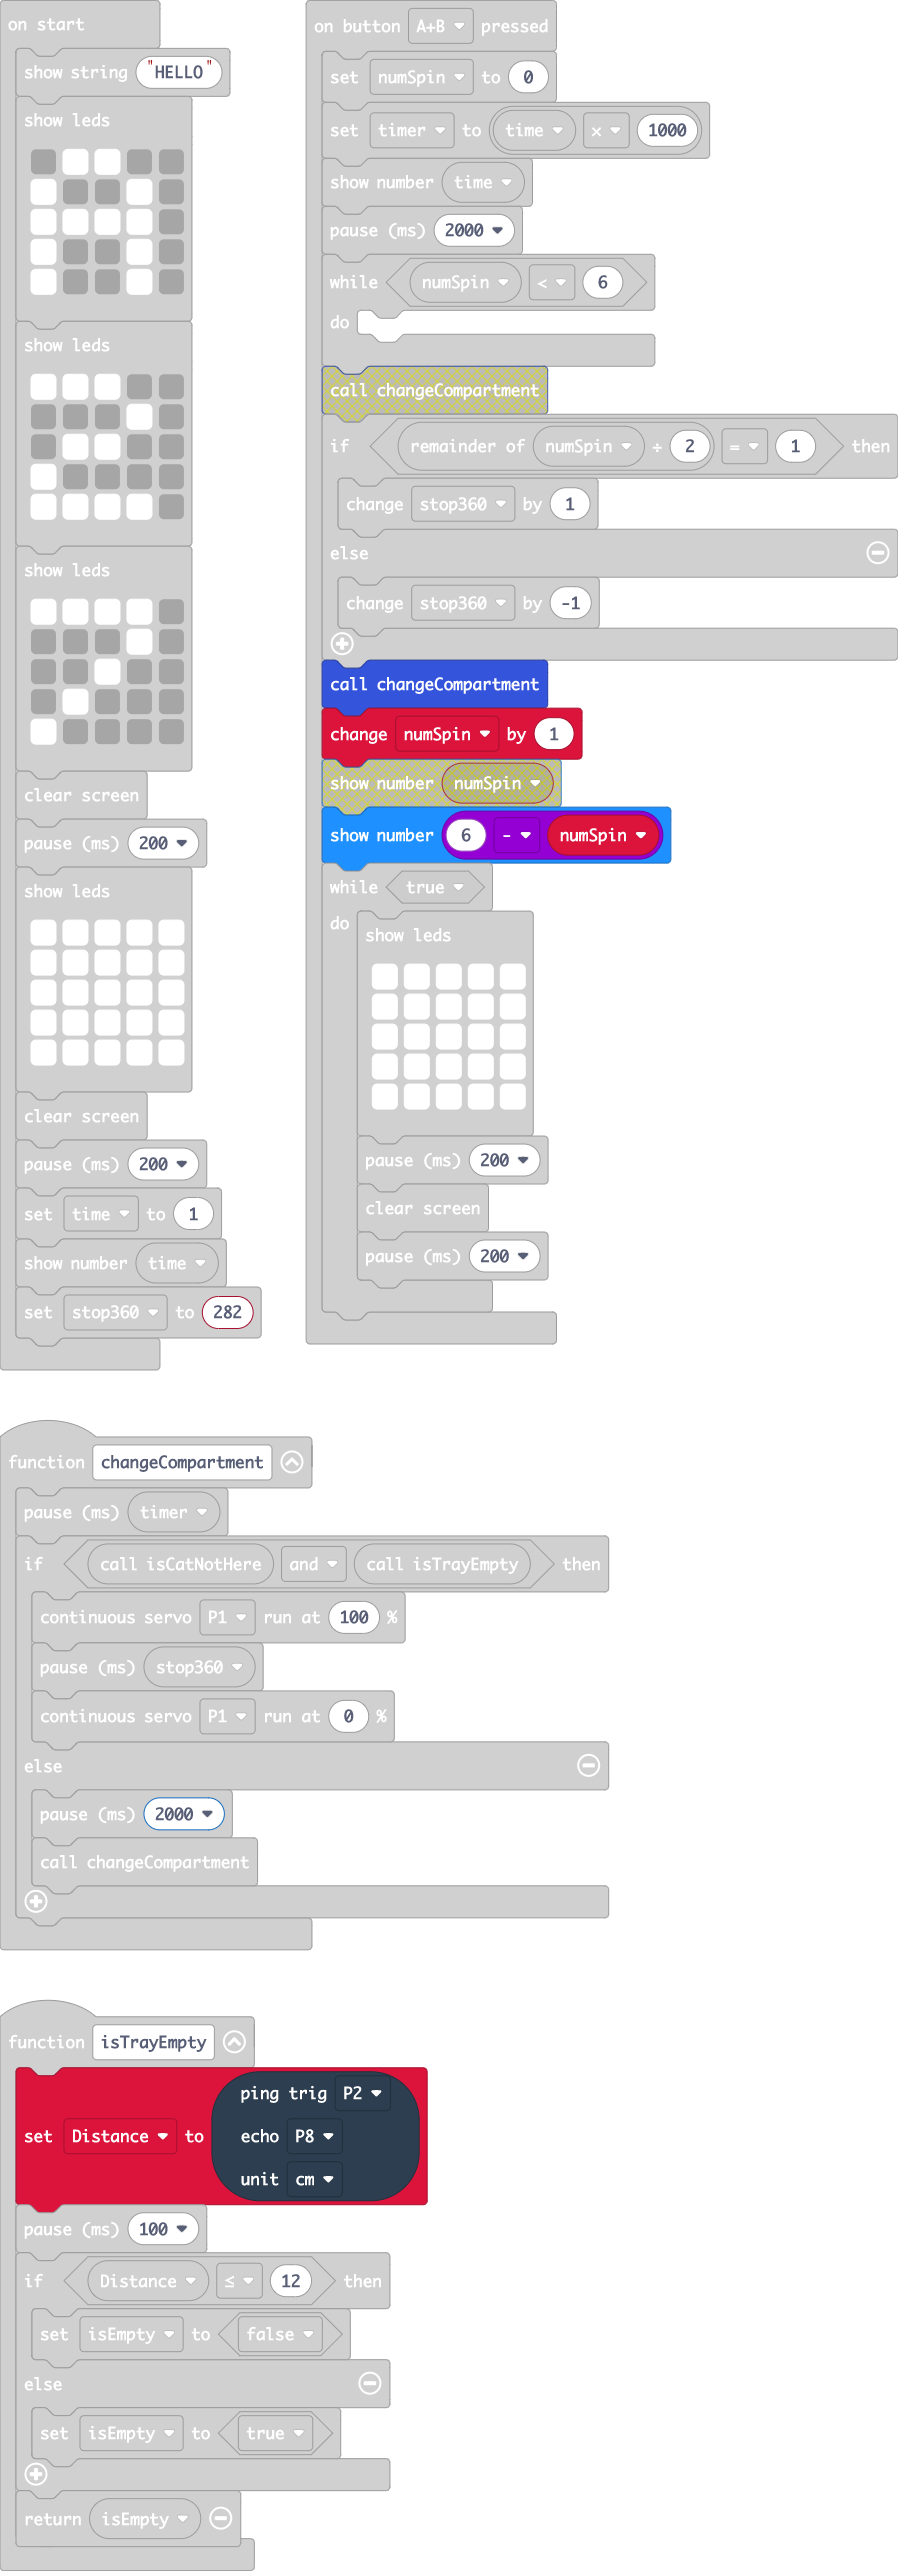 on start
show string "HELLO"
show leds
show leds
show leds
clear screen
pause (ms) 200
show leds
clear screen
pause (ms) 200
set time to 1
show number time
set stop360 to 282
on button A+B pressed
set numSpin to 0
set timer to time × 1000
show number time
pause (ms) 2000
while numSpin < 6
do
call changeCompartment
if remainder of numSpin ÷ 2 = 1 then
change stop360 by 1
else
change stop360 by -1
call changeCompartment
change numSpin by 1
show number numSpin
show number 6 - numSpin
while true
do
show leds
pause (ms) 200
clear screen
pause (ms) 200
function changeCompartment
pause (ms) timer
if call isCatNotHere and call isTrayEmpty then
continuous servo P1 run at 100 %
pause (ms) stop360
continuous servo P1 run at 0 %
else
pause (ms) 2000
call changeCompartment
function isTrayEmpty
set Distance to ping trig P2
echo P8
unit cm
pause (ms) 100
if Distance ≤ 12 then
set isEmpty to false
else
set isEmpty to true
return isEmpty